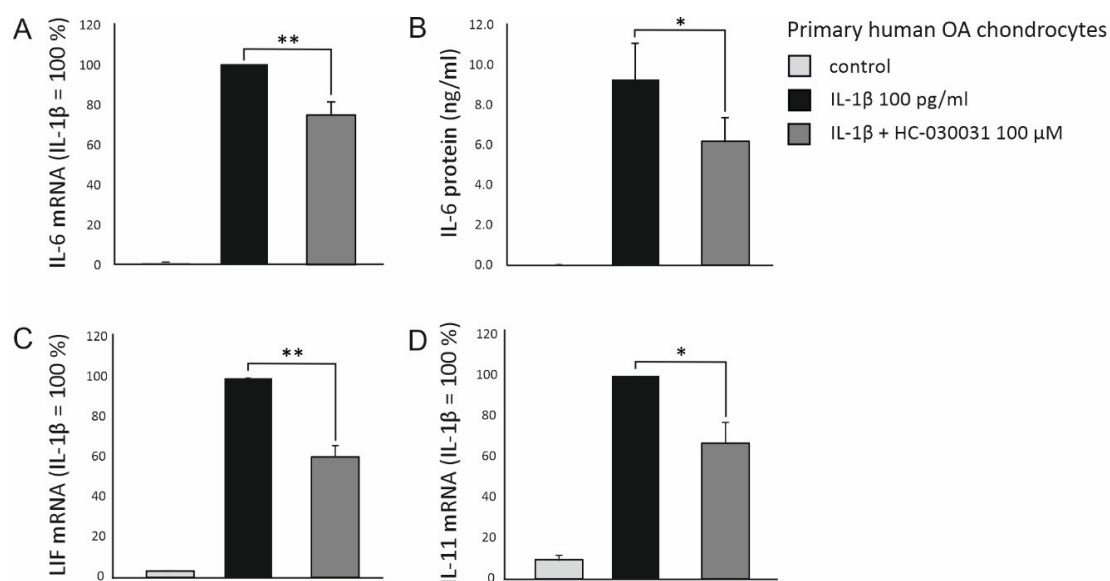 A
IL-6 mRNA (IL-1β = 100 %)
120
100
80
60
40
20
0
**
B
IL-6 protein (ng/ml)
12.0
10.0
8.0
6.0
4.0
2.0
0.0
*
Primary human OA chondrocytes
control
IL-1β 100 pg/ml
IL-1β + HC-030031 100 μM
C
LIF mRNA (IL-1β = 100 %)
120
100
80
60
40
20
0
**
D
IL-11 mRNA (IL-1β = 100 %)
120
100
80
60
40
20
0
*